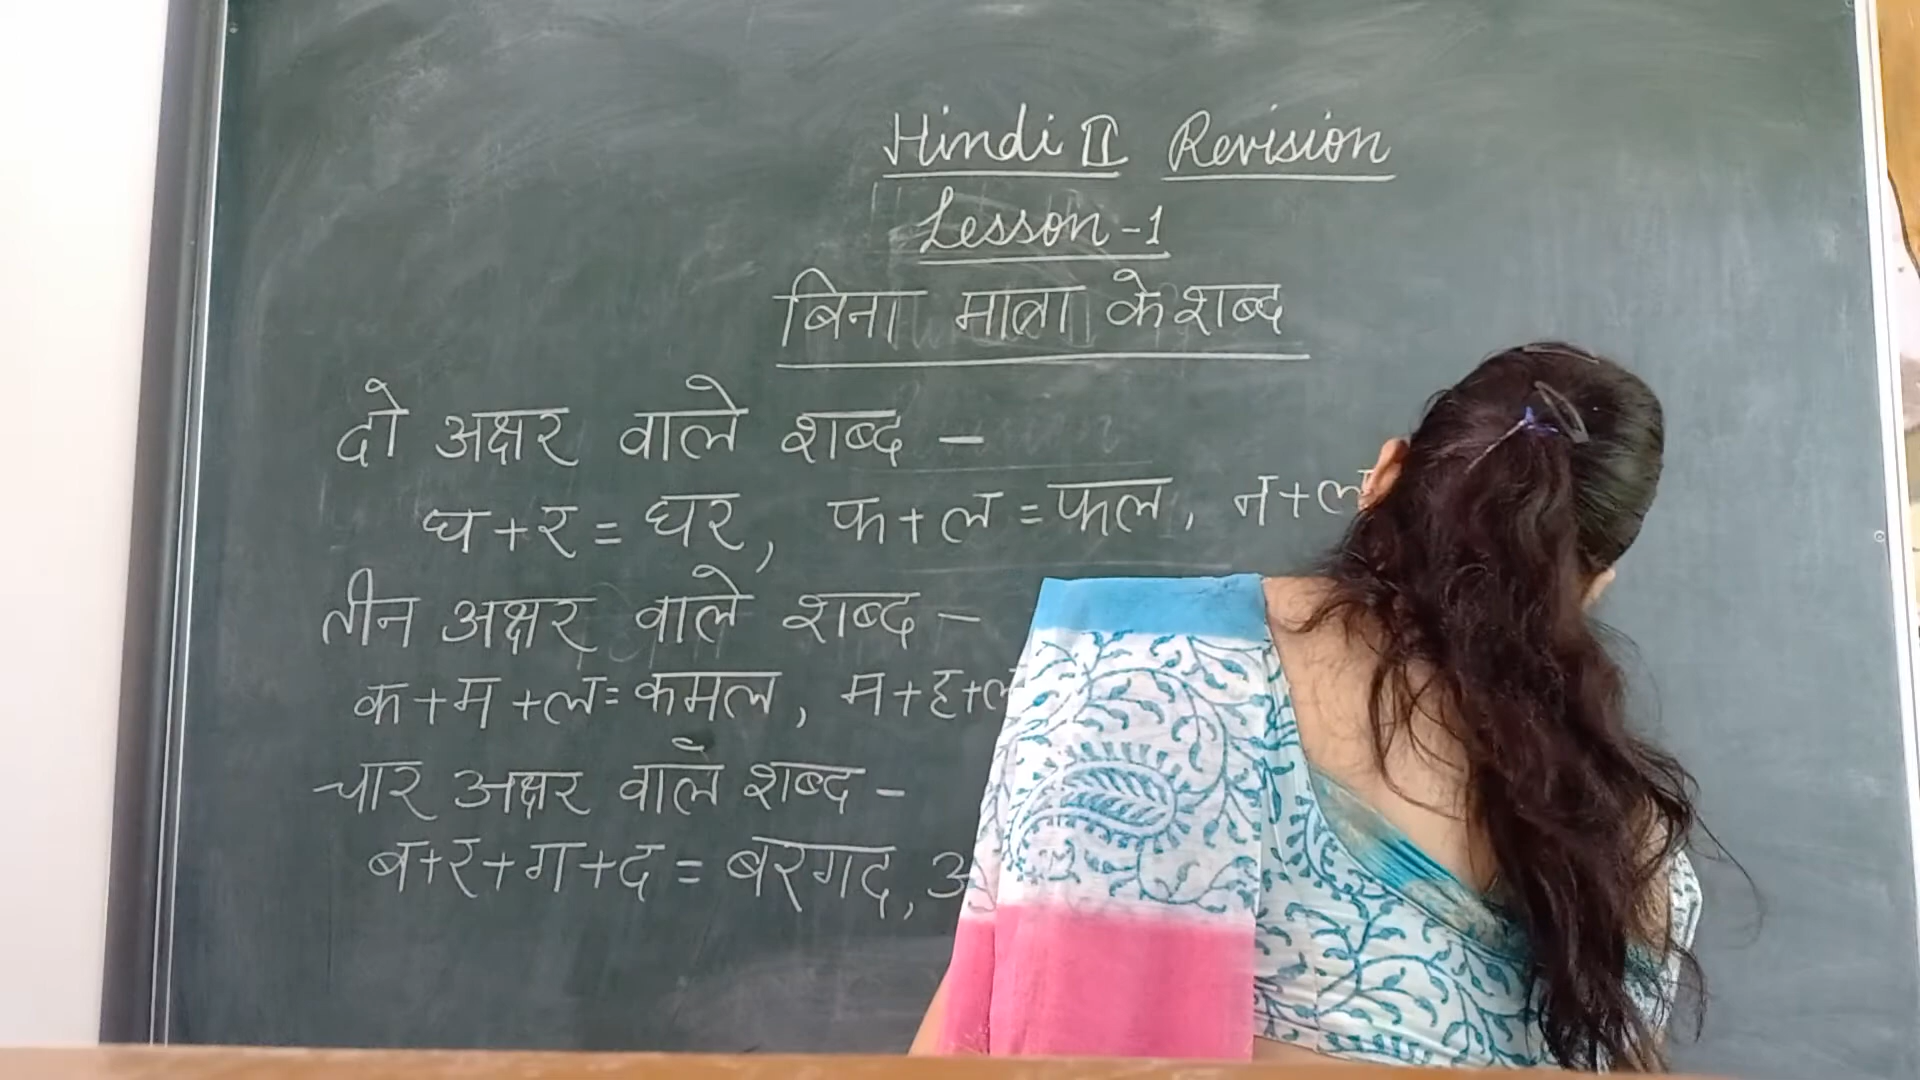 Hindi II Revision
Lesson-1
बिना मात्रा के शब्द
दो अक्षर वाले शब्द –
घ+र = घर, फ+ल = फल, न+ल
तीन अक्षर वाले शब्द –
क+म+ल= कमल, म+ह+ल
चार अक्षर वाले शब्द –
ब+र+ग+द = बरगद, अ